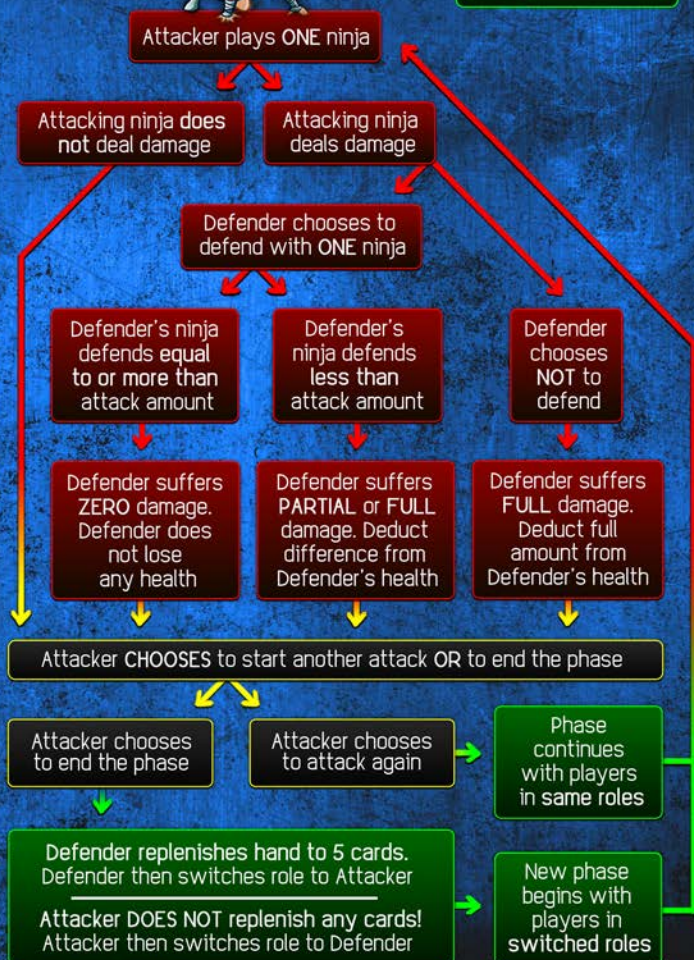 Attacker plays ONE ninja
Attacking ninja does
not deal damage
Attacking ninja
deals damage
Defender chooses to
defend with ONE ninja
Defender's ninja
defends equal
to or more than
attack amount
Defender's
ninja defends
less than
attack amount
Defender
chooses
NOT to
defend
Defender suffers
ZERO damage.
Defender does
not lose
any health
Defender suffers
PARTIAL or FULL
damage. Deduct
difference from
Defender's health
Defender suffers
FULL damage.
Deduct full
amount from
Defender's health
Attacker CHOOSES to start another attack OR to end the phase
Attacker chooses
to end the phase
Attacker chooses
to attack again
Phase
continues
with players
in same roles
Defender replenishes hand to 5 cards.
Defender then switches role to Attacker
Attacker DOES NOT replenish any cards!
Attacker then switches role to Defender
New phase
begins with
players in
switched roles